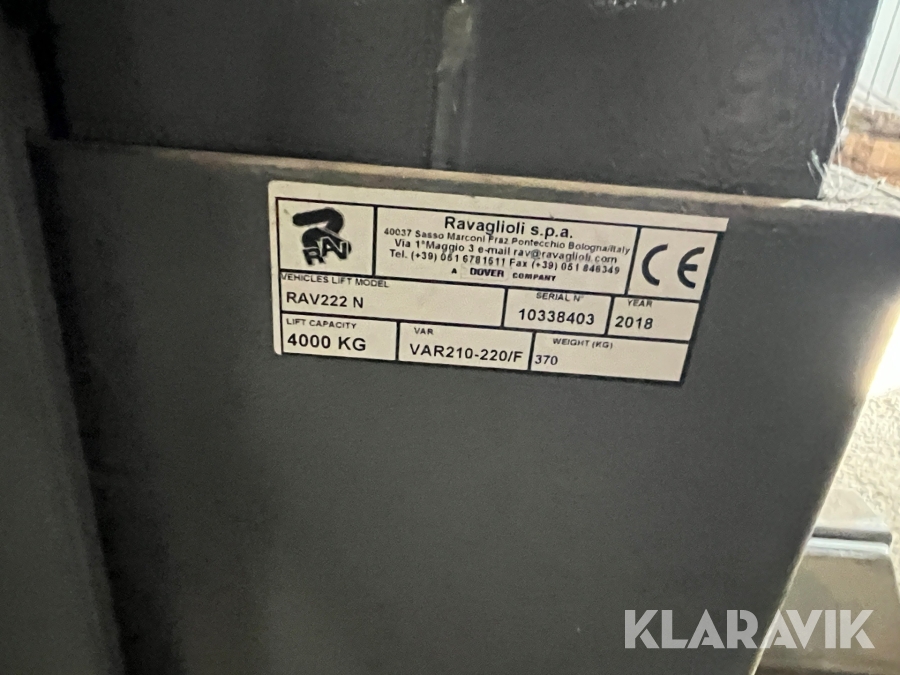 RAV
Ravaglioli s.p.a.
40037 Sasso Marconi Fraz Pontecchio Bologna/Italy
Via 1°Maggio 3 e-mail rav@ravaglioli.com
Tel. (+39) 051 6781511 Fax (+39) 051 846349
A DOVER COMPANY
CE
VEHICLES LIFT MODEL
RAV222 N
SERIAL N°
10338403
YEAR
2018
LIFT CAPACITY
4000 KG
VAR
VAR210-220/F
WEIGHT (KG)
370
KLARAVIK